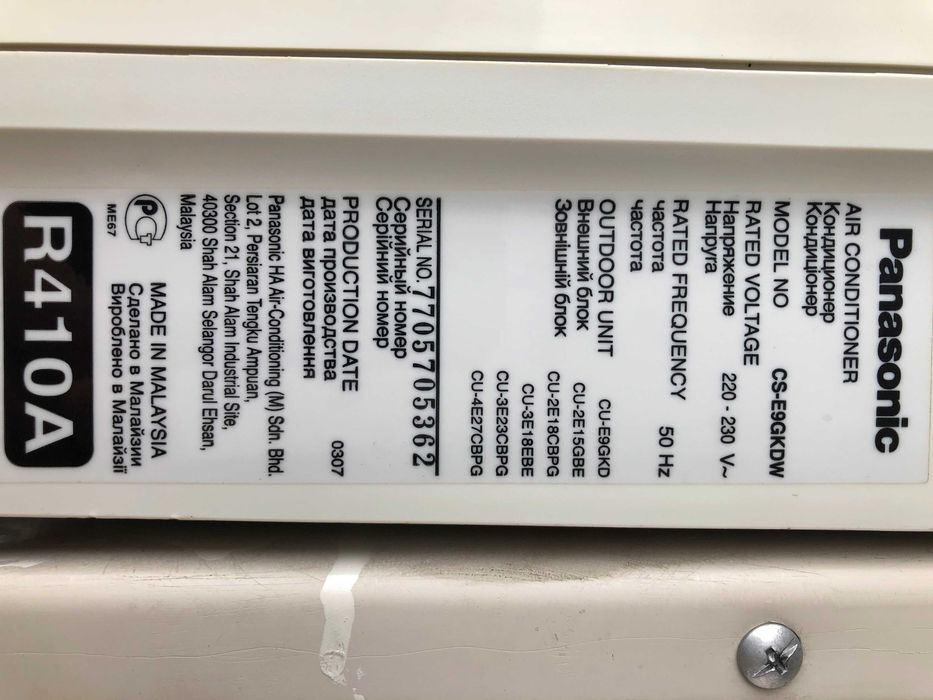 Panasonic
AIR CONDITIONER
Кондиционер
Кондиціонер
MODEL NO CS-E9GKDW
RATED VOLTAGE
Напряжение 220 - 230 V~
Напруга
RATED FREQUENCY
частота 50 Hz
частота
OUTDOOR UNIT CU-E9GKD
Внешний блок CU-2E15GBE
Зовнішній блок CU-2E18CBPG
CU-3E18EBE
CU-3E23CBPG
CU-4E27CBPG
SERIAL NO. 7705705362
Серийный номер
Серійний номер
PRODUCTION DATE
дата производства 0307
дата виготовлення
Panasonic HA Air-Conditioning (M) Sdn. Bhd.
Lot 2, Persiaran Tengku Ampuan,
Section 21, Shah Alam Industrial Site,
40300 Shah Alam Selangor Darul Ehsan,
Malaysia
РСТ
ME67
MADE IN MALAYSIA
Сделано в Малайзии
Вироблено в Малайзії
R410A